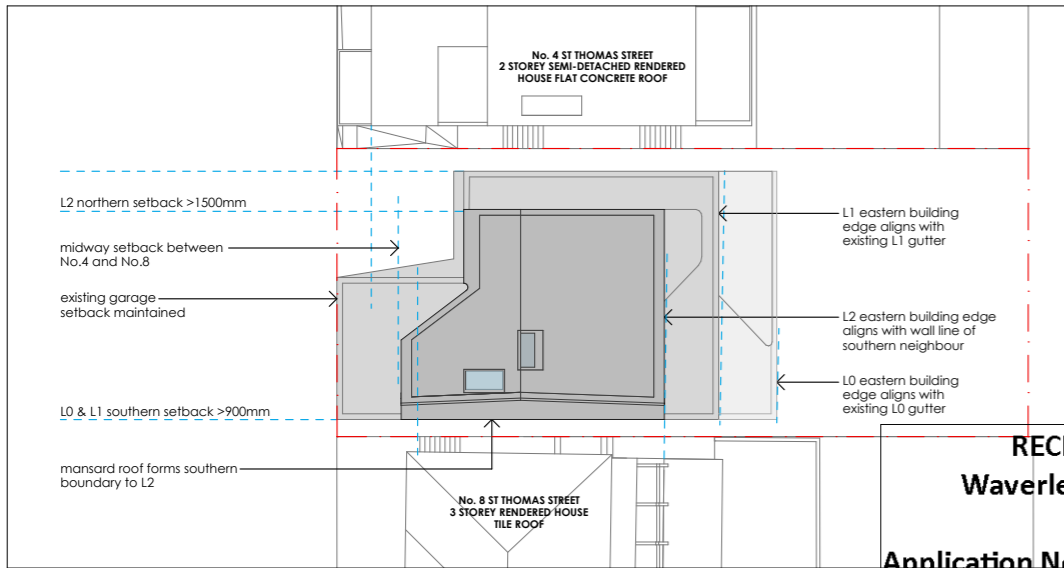 No. 4 ST THOMAS STREET
2 STOREY SEMI-DETACHED RENDERED
HOUSE FLAT CONCRETE ROOF
L2 northern setback >1500mm
midway setback between
No.4 and No.8
existing garage
setback maintained
L0 & L1 southern setback >900mm
mansard roof forms southern
boundary to L2
L1 eastern building
edge aligns with
existing L1 gutter
L2 eastern building edge
aligns with wall line of
southern neighbour
L0 eastern building
edge aligns with
existing L0 gutter
No. 8 ST THOMAS STREET
3 STOREY RENDERED HOUSE
TILE ROOF
Application